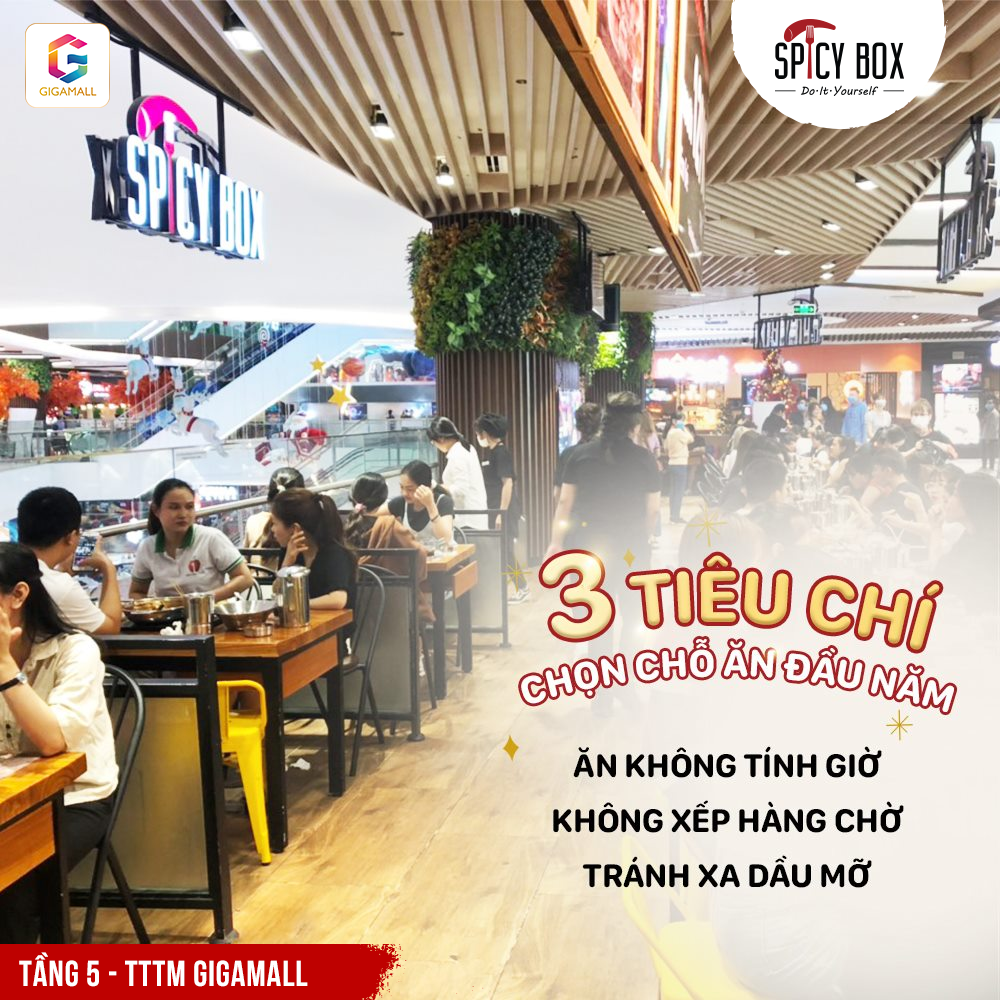 GIGAMALL
SPICY BOX
Do·It·Yourself
SPICY BOX
3 TIÊU CHÍ
CHỌN CHỖ ĂN ĐẦU NĂM
ĂN KHÔNG TÍNH GIỜ
KHÔNG XẾP HÀNG CHỜ
TRÁNH XA DẦU MỠ
TẦNG 5 - TTTM GIGAMALL